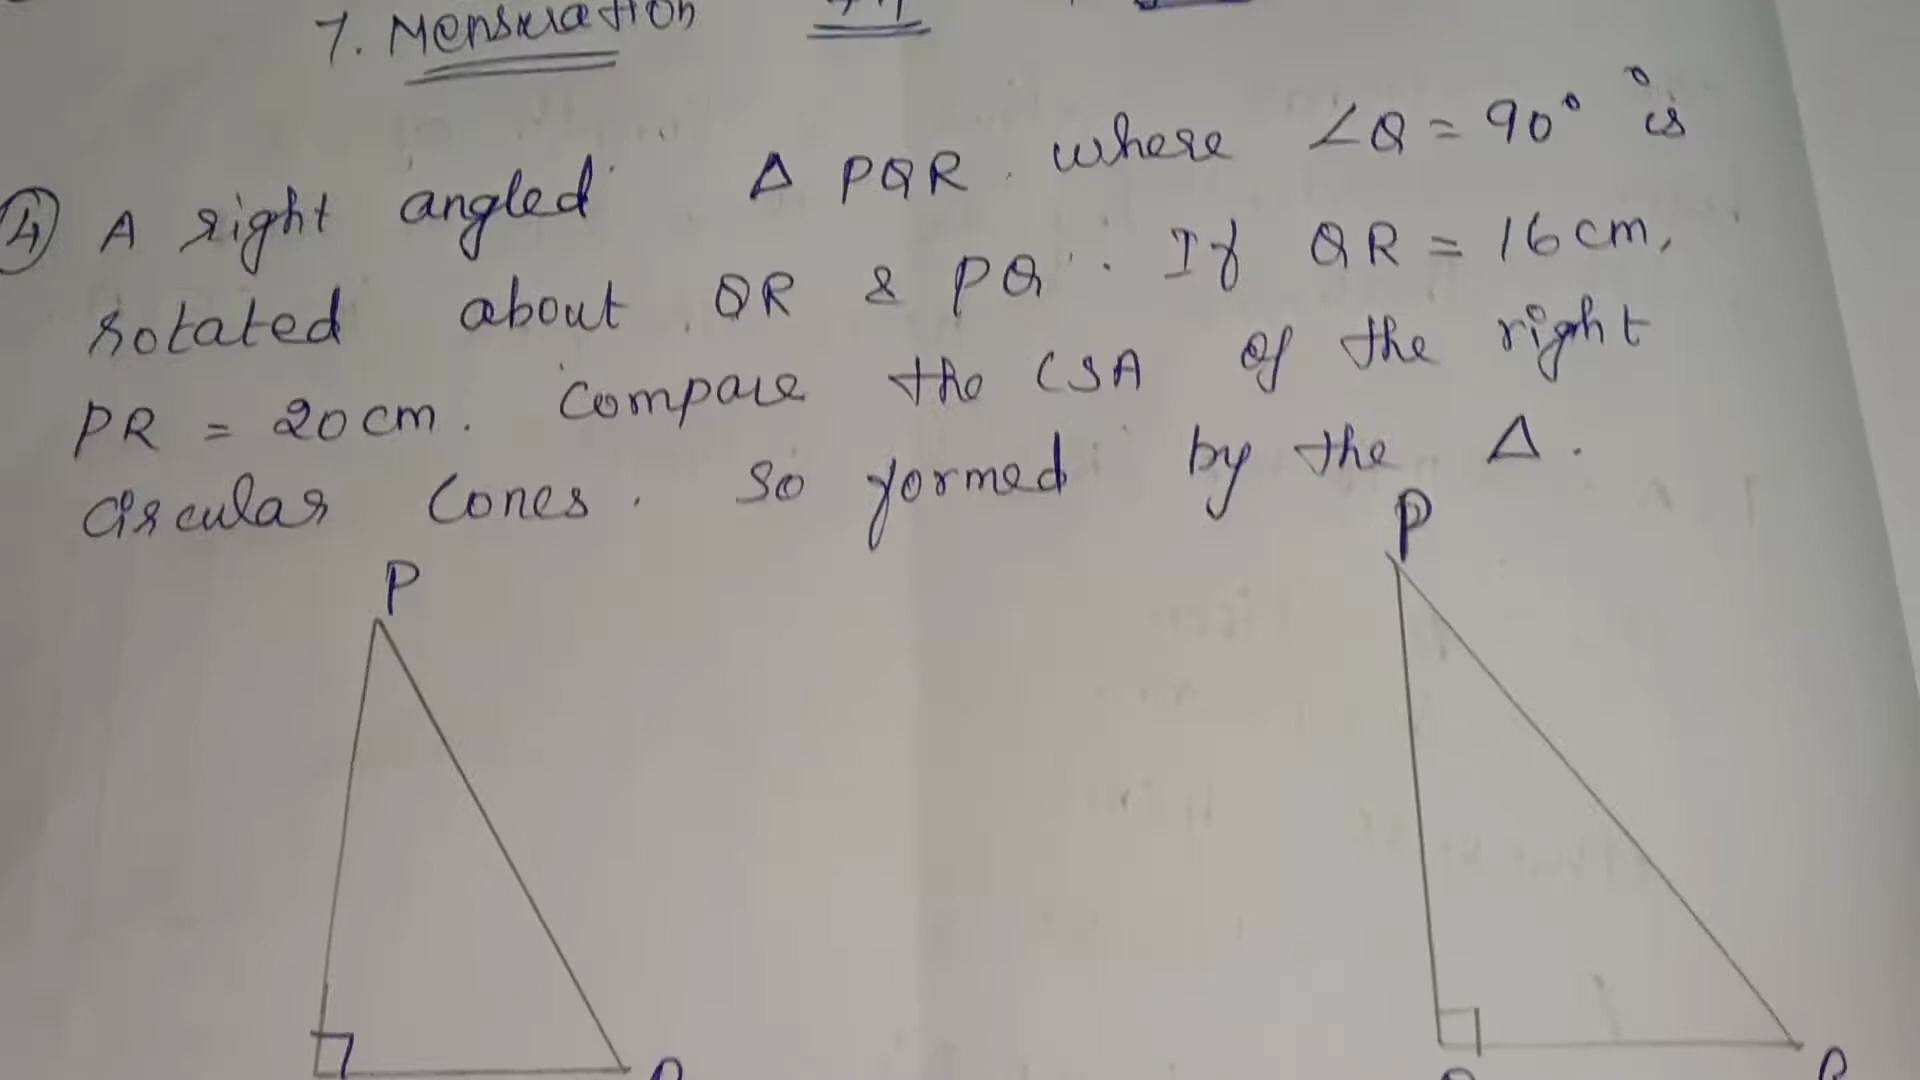 7. Mensuration
4 A right angled Δ PQR where ∠Q = 90° is
rotated about QR & PQ. If QR = 16cm,
PR = 20cm. Compare the CSA of the right
circular Cones. So formed by the Δ.
P P